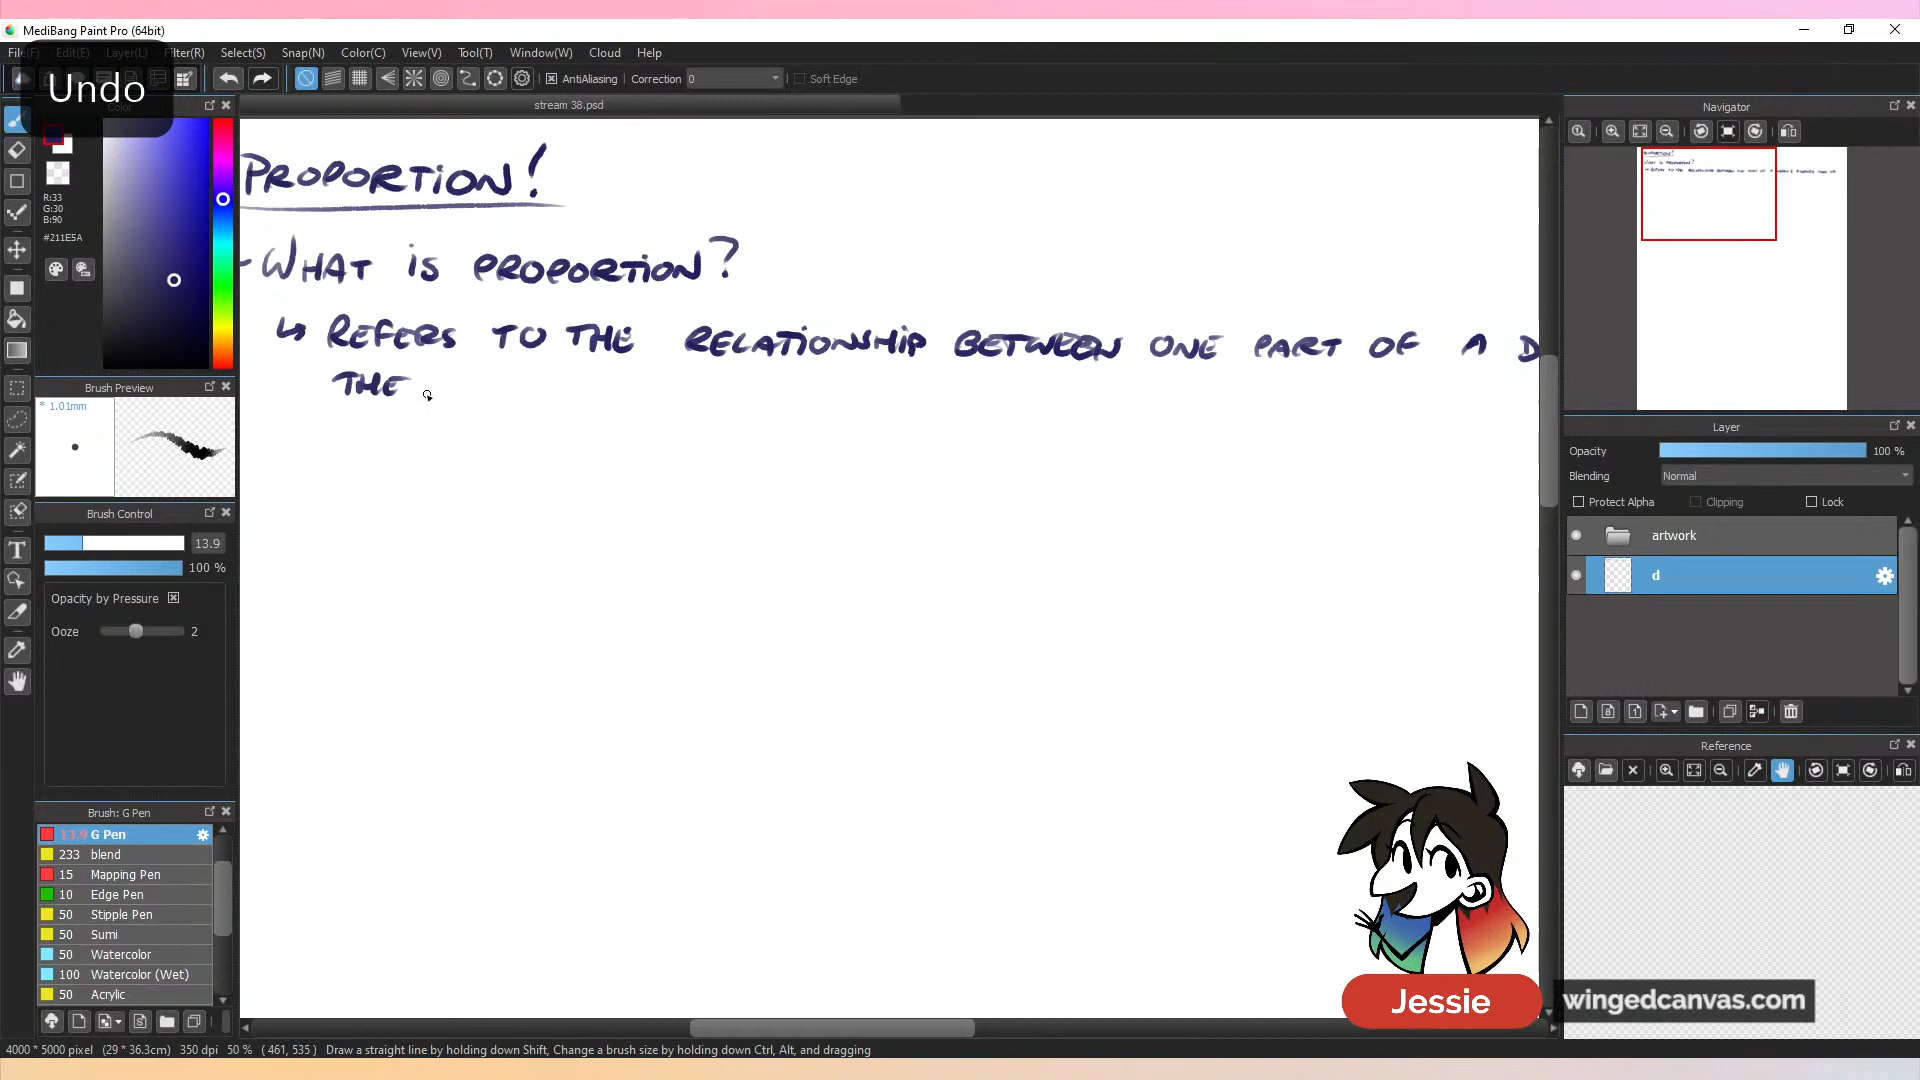 MediBang Paint Pro (64bit)
File(F) Edit(E) Layer(L) Filter(R) Select(S) Snap(N) Color(C) View(V) Tool(T) Window(W) Cloud Help
Undo
AntiAliasing Correction 0 Soft Edge
Color
stream 38.psd
Navigator
R:33
G:30
B:90
#211E5A
PROPORTION!
-WHAT iS PROPORTION?
↳ REFERS TO THE RELATIONSHIP BETWEEN ONE PART OF A D
THE
Brush Preview
* 1.01mm
Brush Control
13.9
100 %
Opacity by Pressure
Ooze 2
Brush: G Pen
13.9 G Pen
233 blend
15 Mapping Pen
10 Edge Pen
50 Stipple Pen
50 Sumi
50 Watercolor
100 Watercolor (Wet)
50 Acrylic
Layer
Opacity 100 %
Blending Normal
Protect Alpha Clipping Lock
artwork
d
Reference
Jessie
wingedcanvas.com
4000 * 5000 pixel (29 * 36.3cm) 350 dpi 50 % ( 461, 535 ) Draw a straight line by holding down Shift, Change a brush size by holding down Ctrl, Alt, and dragging